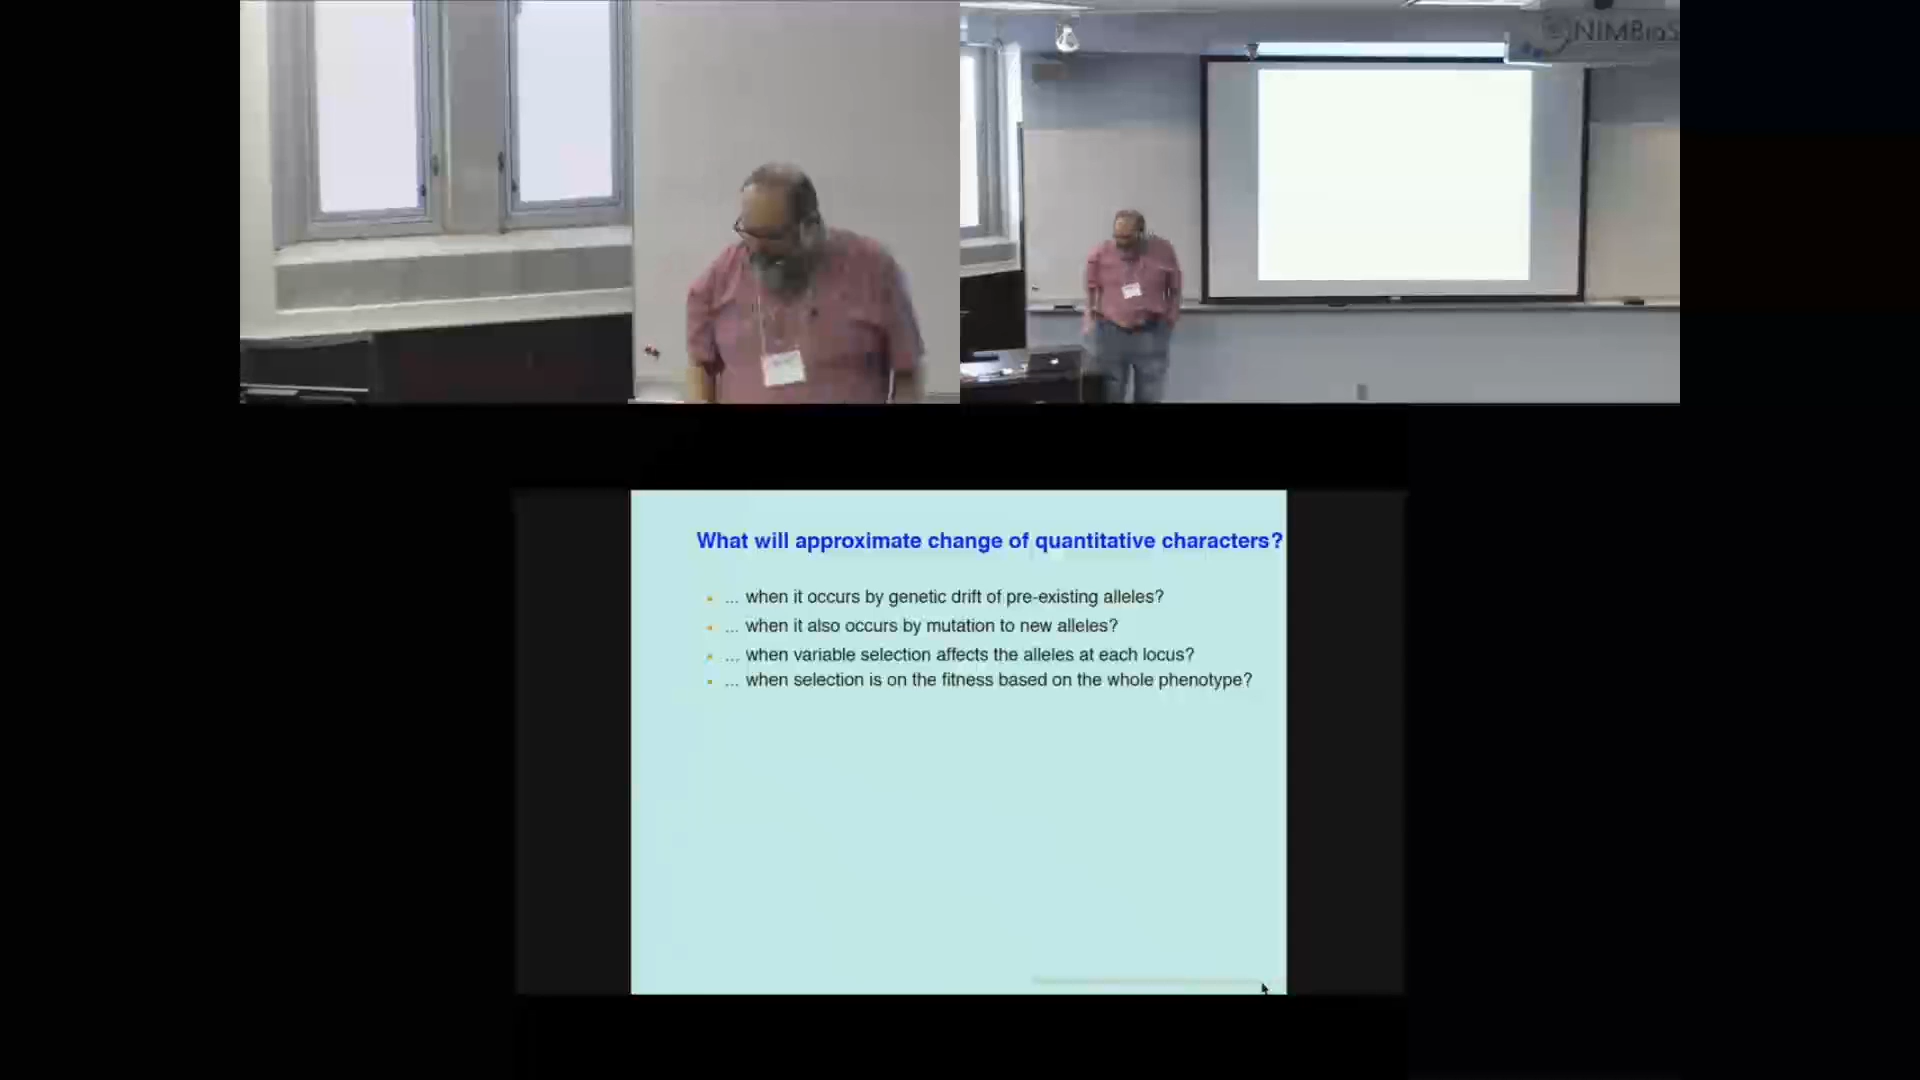 NIMBioS
What will approximate change of quantitative characters?
... when it occurs by genetic drift of pre-existing alleles?
... when it also occurs by mutation to new alleles?
... when variable selection affects the alleles at each locus?
... when selection is on the fitness based on the whole phenotype?